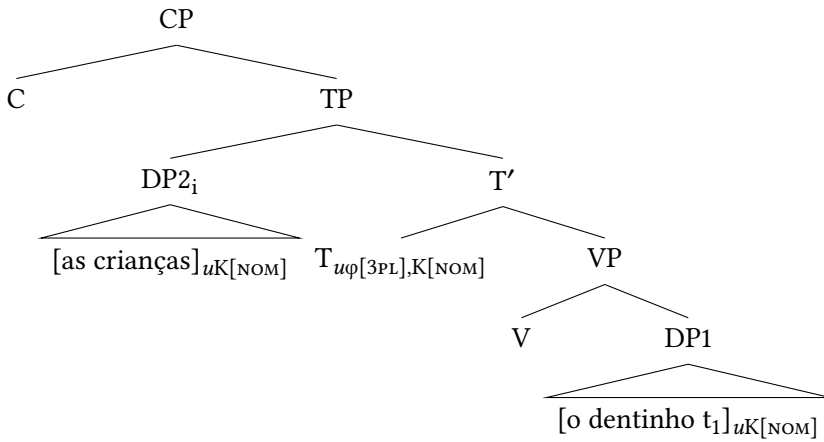 CP
C TP
DP2i T′
[as crianças]uK[NOM] Tuφ[3PL],K[NOM] VP
V DP1
[o dentinho t1]uK[NOM]